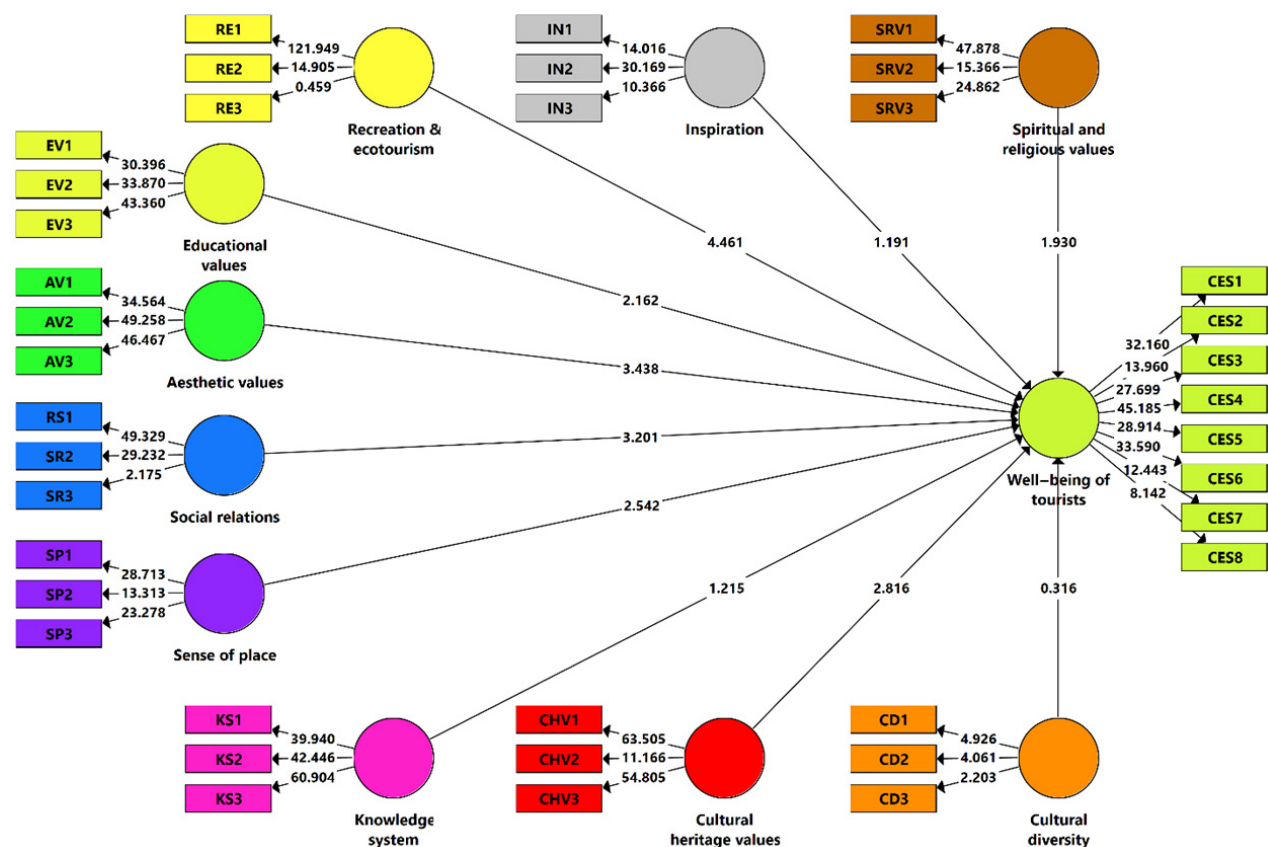 RE1
121.949
RE2
14.905
RE3
0.459
Recreation &
ecotourism
IN1
14.016
IN2
30.169
IN3
10.366
Inspiration
SRV1
47.878
SRV2
15.366
SRV3
24.862
Spiritual and
religious values
EV1
30.396
EV2
33.870
EV3
43.360
Educational
values
AV1
34.564
AV2
49.258
AV3
46.467
Aesthetic values
RS1
49.329
SR2
29.232
SR3
2.175
Social relations
SP1
28.713
SP2
13.313
SP3
23.278
Sense of place
4.461
1.191
1.930
2.162
3.438
3.201
2.542
1.215
2.816
0.316
Well-being of
tourists
CES1
32.160
CES2
13.960
CES3
27.699
CES4
45.185
CES5
28.914
CES6
33.590
CES7
12.443
CES8
8.142
KS1
39.940
KS2
42.446
KS3
60.904
Knowledge
system
CHV1
63.505
CHV2
11.166
CHV3
54.805
Cultural
heritage values
CD1
4.926
CD2
4.061
CD3
2.203
Cultural
diversity